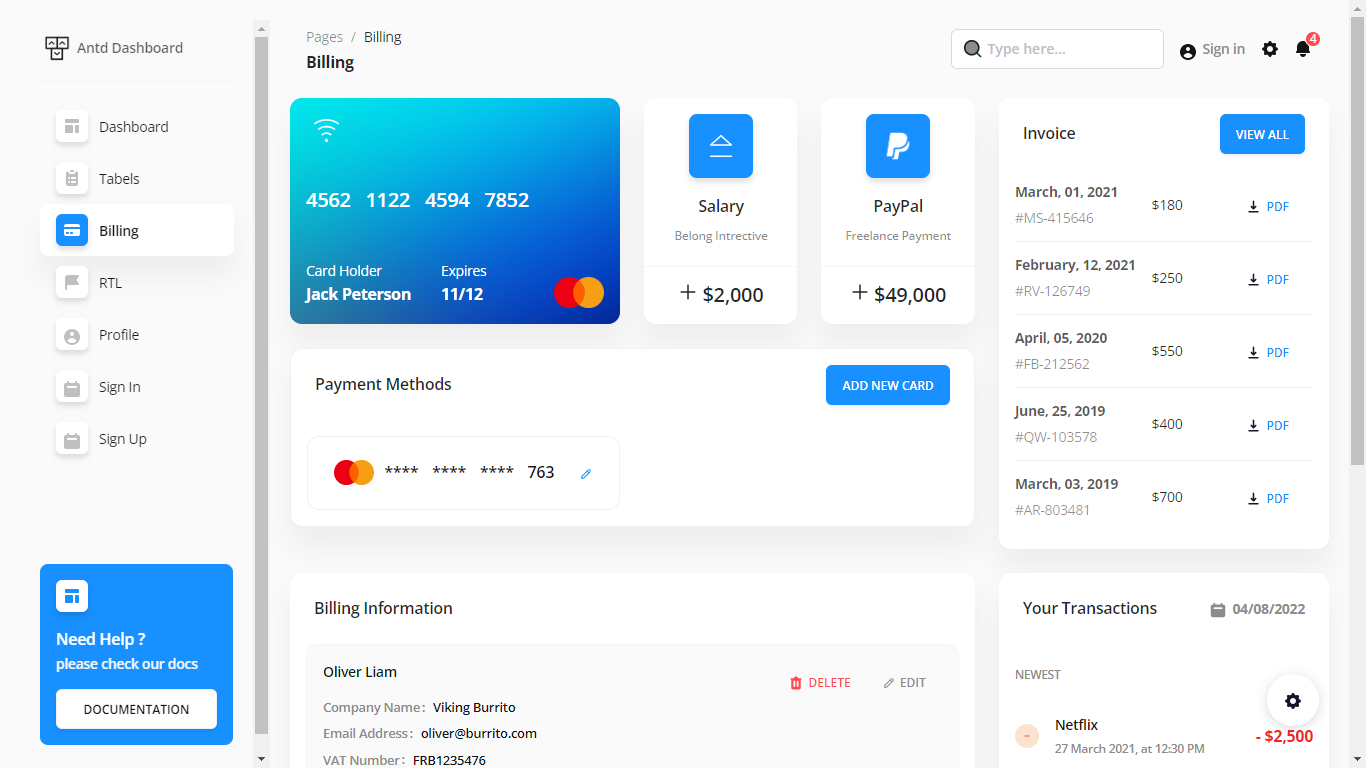 Antd Dashboard
Dashboard
Tabels
Billing
RTL
Profile
Sign In
Sign Up
Need Help ?
please check our docs
DOCUMENTATION
Pages / Billing
Billing
Type here...
Sign in
4
4562 1122 4594 7852
Card Holder
Jack Peterson
Expires
11/12
Salary
Belong Intrective
+ $2,000
PayPal
Freelance Payment
+ $49,000
Invoice
VIEW ALL
March, 01, 2021
#MS-415646
$180
PDF
February, 12, 2021
#RV-126749
$250
PDF
April, 05, 2020
#FB-212562
$550
PDF
June, 25, 2019
#QW-103578
$400
PDF
March, 03, 2019
#AR-803481
$700
PDF
Payment Methods
ADD NEW CARD
**** **** **** 763
Billing Information
Oliver Liam
DELETE
EDIT
Company Name: Viking Burrito
Email Address: oliver@burrito.com
VAT Number: FRB1235476
Your Transactions
04/08/2022
NEWEST
Netflix
27 March 2021, at 12:30 PM
- $2,500